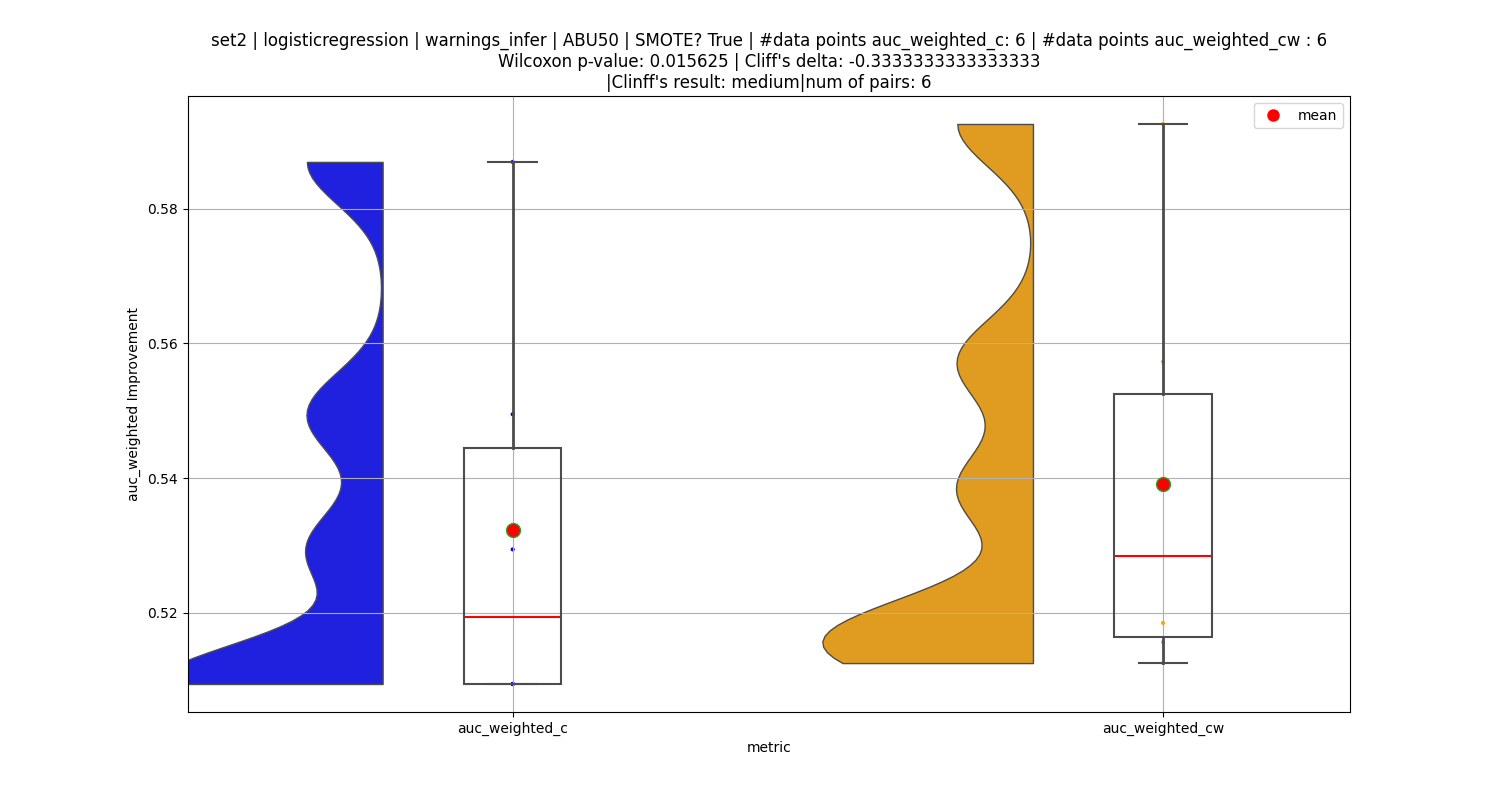 set2 | logisticregression | warnings_infer | ABU50 | SMOTE? True | #data points auc_weighted_c: 6 | #data points auc_weighted_cw : 6
Wilcoxon p-value: 0.015625 | Cliff's delta: -0.3333333333333333
|Clinff's result: medium|num of pairs: 6
mean
auc_weighted Improvement
0.58
0.56
0.54
0.52
auc_weighted_c
auc_weighted_cw
metric